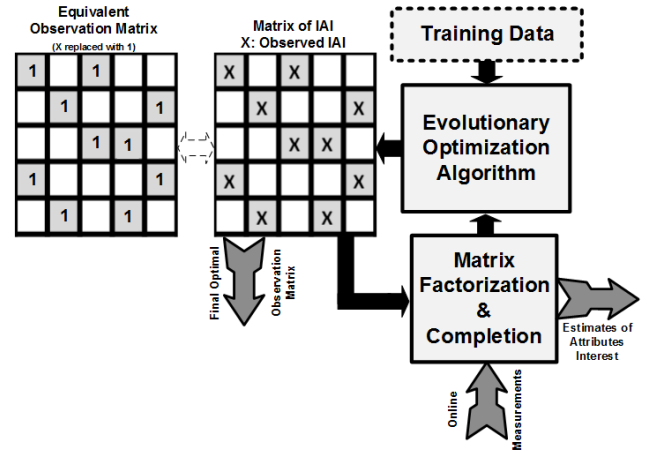 Equivalent
Observation Matrix
(X replaced with 1)
1 1
1 1
1 1
1 1
1 1
Matrix of IAI
X: Observed IAI
X X
X X
X X
X X
X X
Training Data
Evolutionary
Optimization
Algorithm
Matrix
Factorization
&
Completion
Final Optimal
Observation
Matrix
Estimates of
Attributes
Interest
Online
Measurements